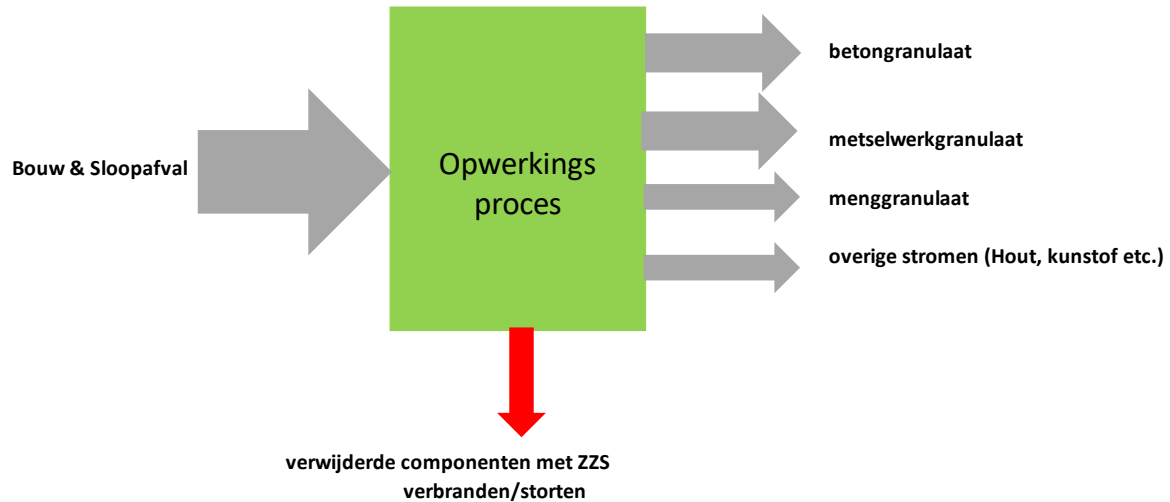 betongranulaat
Bouw & Sloopafval
Opwerkings
proces
metselwerkgranulaat
menggranulaat
overige stromen (Hout, kunstof etc.)
verwijderde componenten met ZZS
verbranden/storten